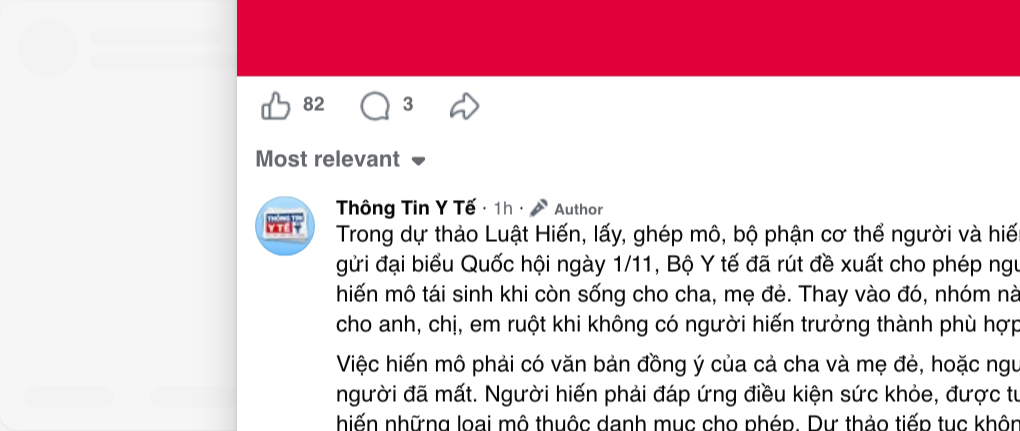 82
3
Most relevant
THÔNG TIN
Y TẾ
Thông Tin Y Tế · 1h · Author
Trong dự thảo Luật Hiến, lấy, ghép mô, bộ phận cơ thể người và
gửi đại biểu Quốc hội ngày 1/11, Bộ Y tế đã rút đề xuất cho phép
hiến mô tái sinh khi còn sống cho cha, mẹ đẻ. Thay vào đó, nhóm
cho anh, chị, em ruột khi không có người hiến trưởng thành phù hợp
Việc hiến mô phải có văn bản đồng ý của cả cha và mẹ đẻ, hoặc
người đã mất. Người hiến phải đáp ứng điều kiện sức khỏe, được
hiến những loại mô thuộc danh mục cho phép. Dự thảo tiếp tục